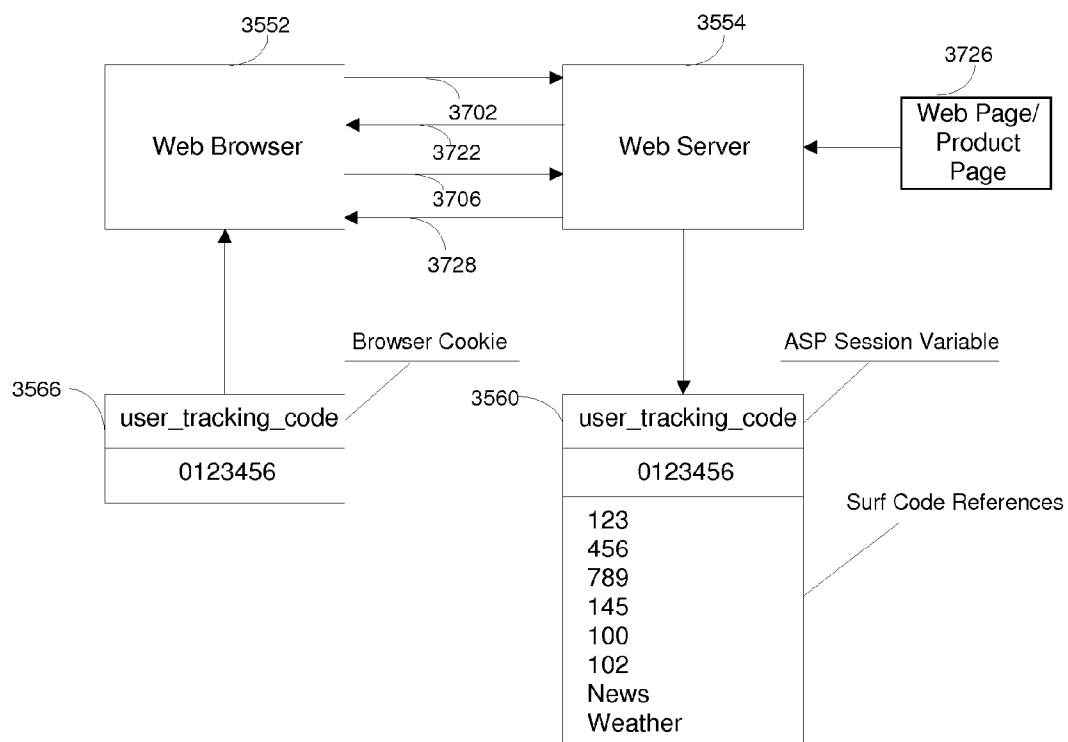 3552
3554
3726
Web Browser
3702
3722
3706
3728
Web Server
Web Page/
Product
Page
Browser Cookie
ASP Session Variable
3566
user_tracking_code
0123456
3560
user_tracking_code
0123456
Surf Code References
123
456
789
145
100
102
News
Weather